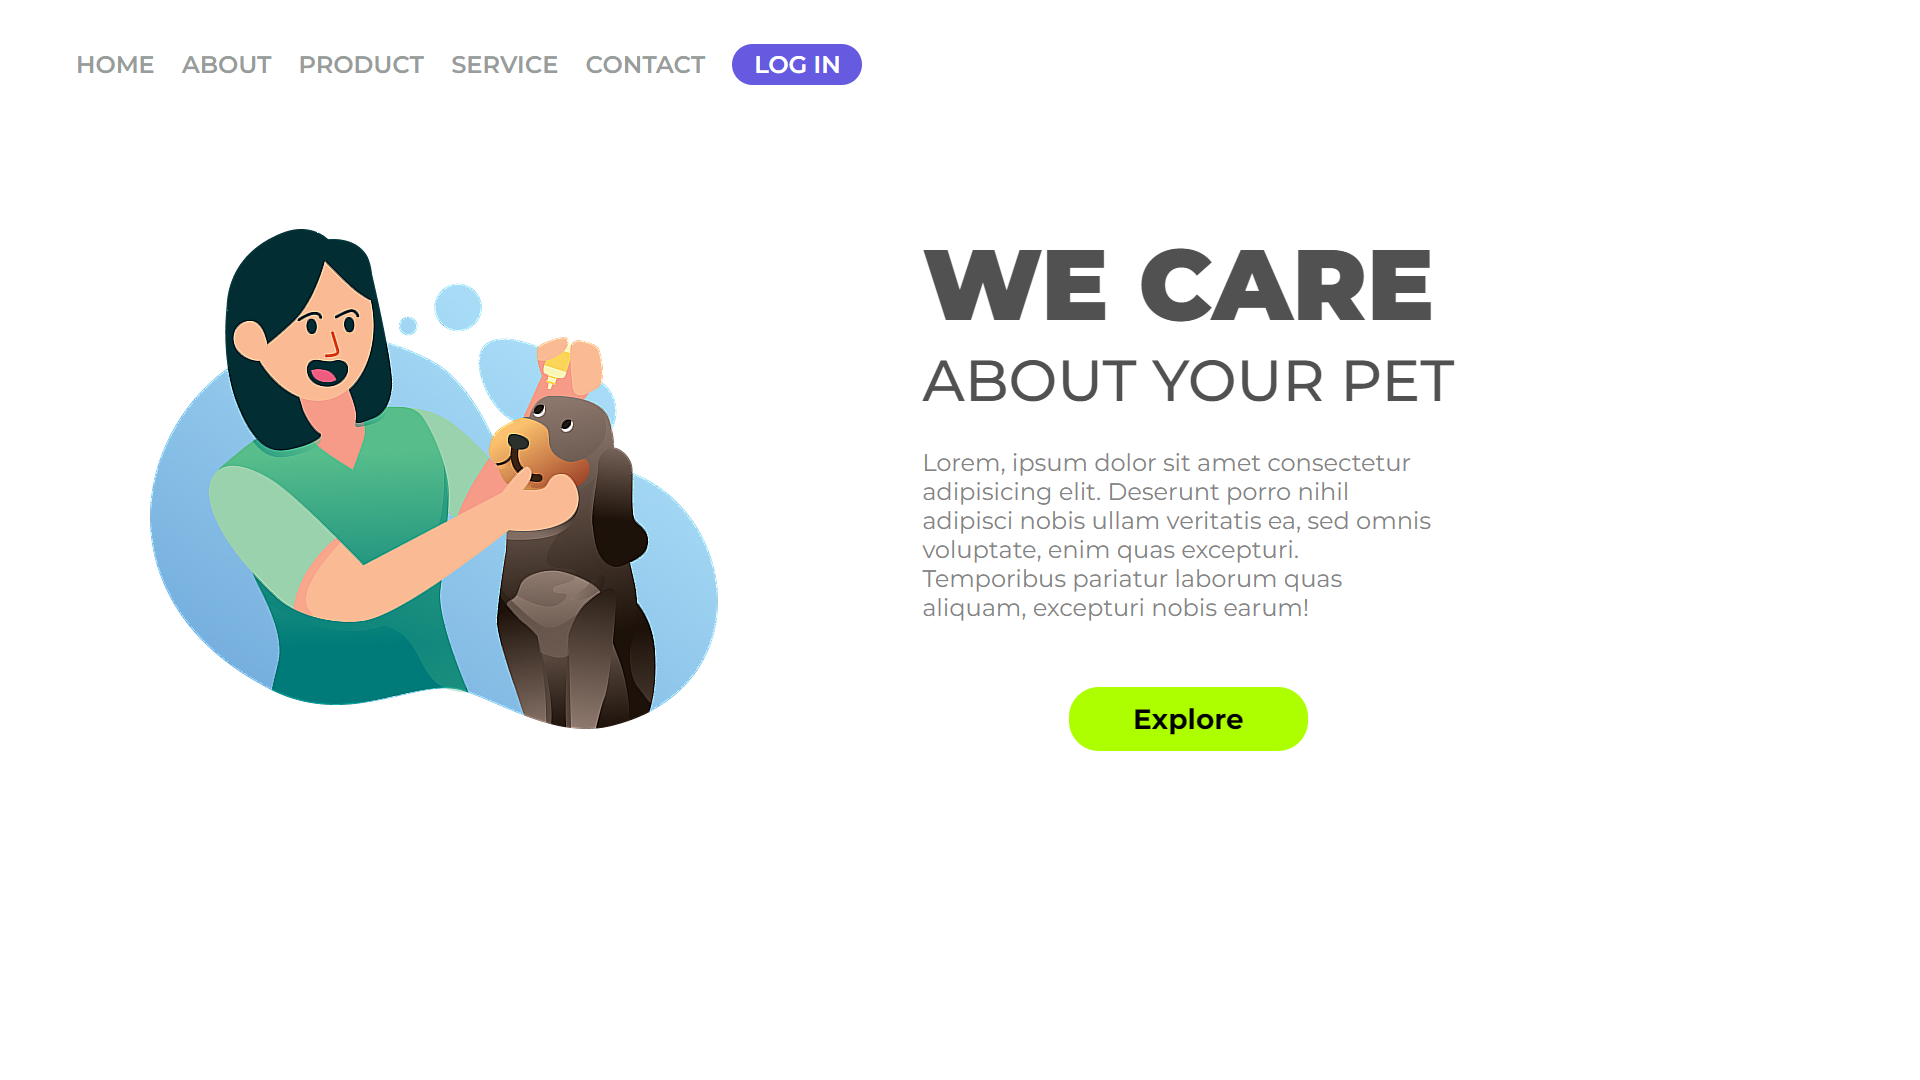 HOME ABOUT PRODUCT SERVICE CONTACT LOG IN
WE CARE
ABOUT YOUR PET
Lorem, ipsum dolor sit amet consectetur
adipisicing elit. Deserunt porro nihil
adipisci nobis ullam veritatis ea, sed omnis
voluptate, enim quas excepturi.
Temporibus pariatur laborum quas
aliquam, excepturi nobis earum!
Explore